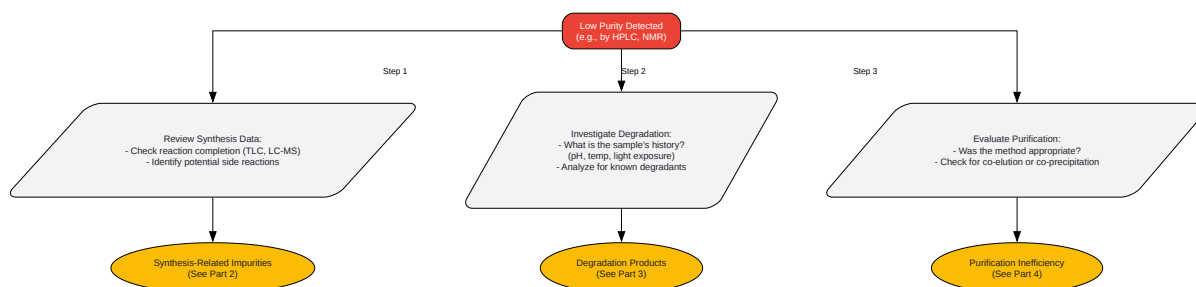 Low Purity Detected
(e.g., by HPLC, NMR)
Step 1
Step 2
Step 3
Review Synthesis Data:
- Check reaction completion (TLC, LC-MS)
- Identify potential side reactions
Investigate Degradation:
- What is the sample's history?
(pH, temp, light exposure)
- Analyze for known degradants
Evaluate Purification:
- Was the method appropriate?
- Check for co-elution or co-precipitation
Synthesis-Related Impurities
(See Part 2)
Degradation Products
(See Part 3)
Purification Inefficiency
(See Part 4)